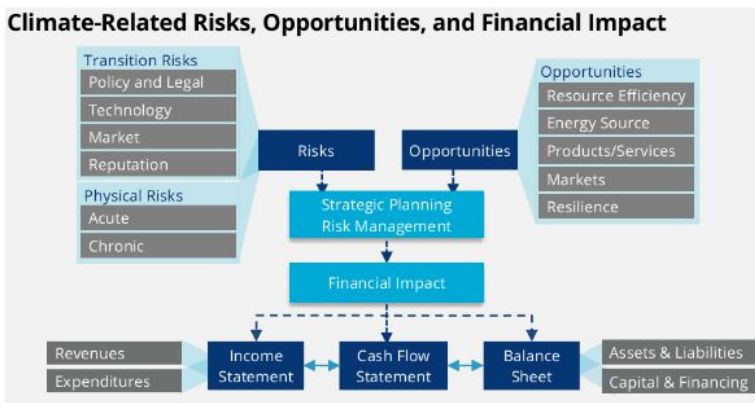 Climate-Related Risks, Opportunities, and Financial Impact
Transition Risks
Policy and Legal
Technology
Market
Reputation
Physical Risks
Acute
Chronic
Risks
Opportunities
Opportunities
Resource Efficiency
Energy Source
Products/Services
Markets
Resilience
Strategic Planning
Risk Management
Financial Impact
Revenues
Expenditures
Income
Statement
Cash Flow
Statement
Balance
Sheet
Assets & Liabilities
Capital & Financing